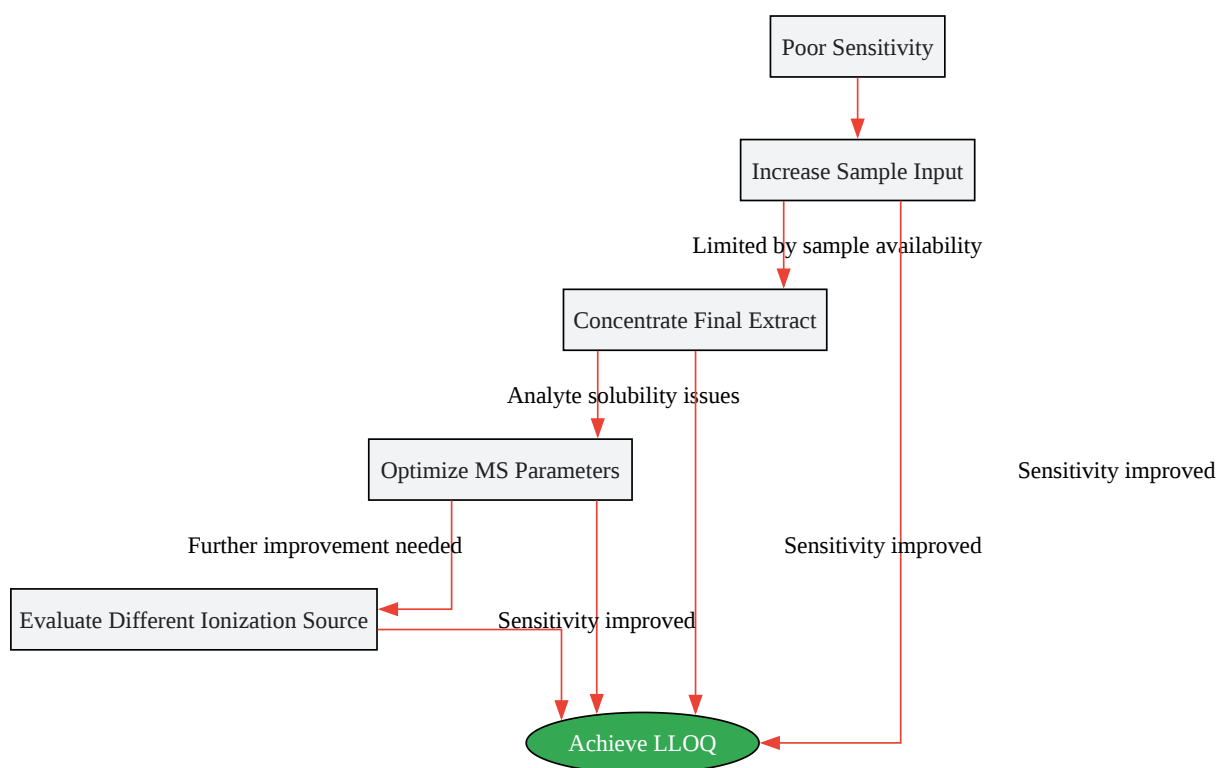 Poor Sensitivity
Increase Sample Input
Limited by sample availability
Concentrate Final Extract
Analyte solubility issues
Optimize MS Parameters
Sensitivity improved
Further improvement needed
Sensitivity improved
Evaluate Different Ionization Source
Sensitivity improved
Achieve LLOQ